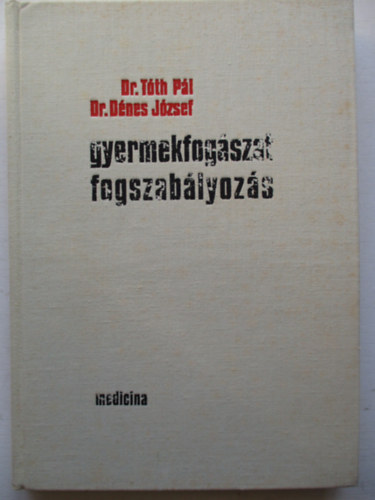 Dr. Tóth Pál
Dr. Dénes József
gyermekfogászat
fogszabályozás
medicina